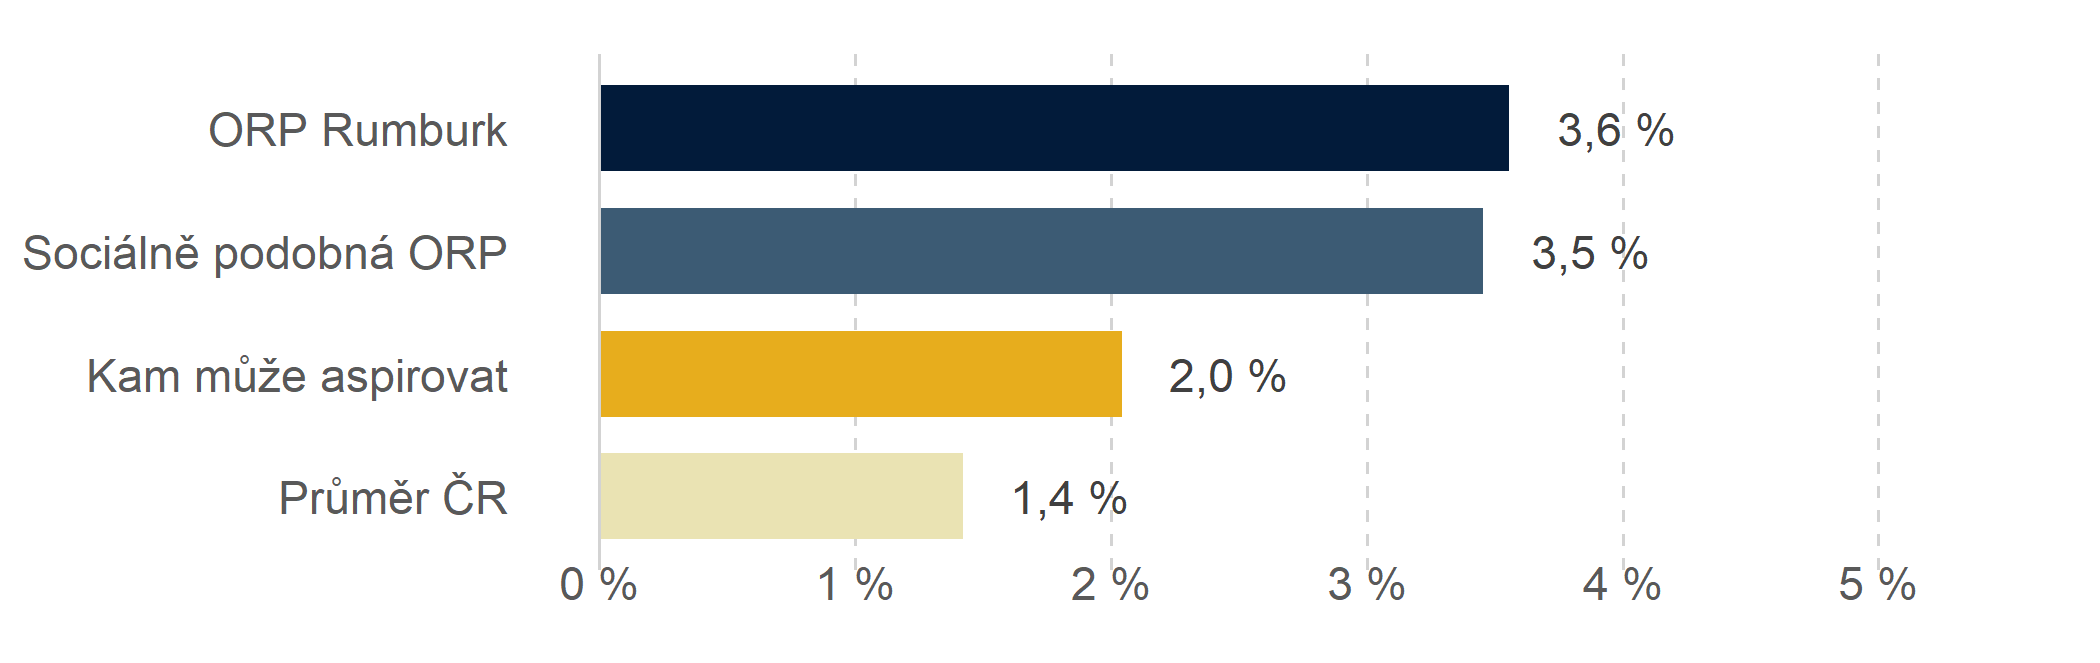 ORP Rumburk
3,6 %
Sociálně podobná ORP
3,5 %
Kam může aspirovat
2,0 %
Průměr ČR
1,4 %
0 % 1 % 2 % 3 % 4 % 5 %